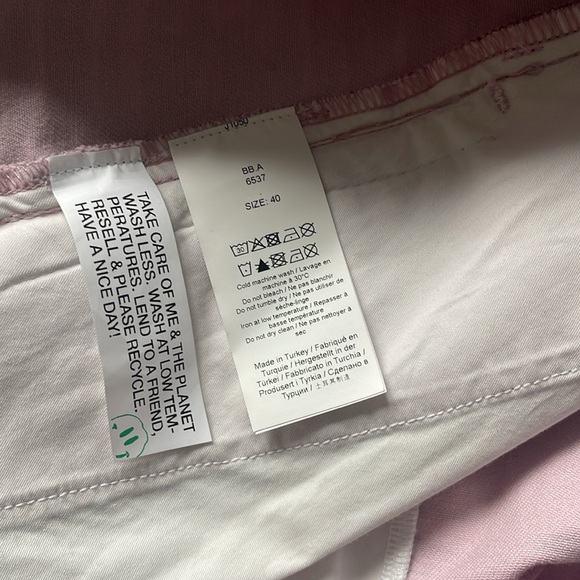 TAKE CARE OF ME & THE PLANET
WASH LESS. WASH AT LOW TEM-
PERATURES. LEND TO A FRIEND,
RESELL & PLEASE RECYCLE.
HAVE A NICE DAY!
J1050
BB A
6537
SIZE: 40
30
Cold machine wash / Lavage en
machine à 30°C
Do not bleach / Ne pas blanchir
Do not tumble dry / Ne pas utiliser de
sèche-linge
Iron at low temperature / Repasser à
basse température
Do not dry clean / Ne pas nettoyer à
sec
Made in Turkey / Fabriqué en
Turquie / Hergestellt in der
Türkei / Fabricato in Turchia /
Produsert i Tyrkia / Сделано в
Турции / 土耳其制造